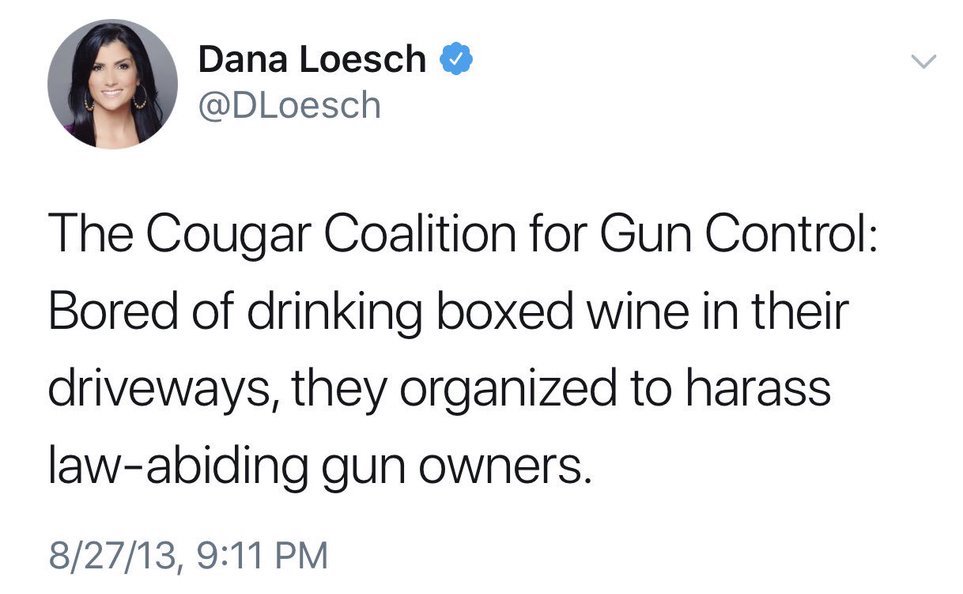 Dana Loesch
@DLoesch
The Cougar Coalition for Gun Control:
Bored of drinking boxed wine in their
driveways, they organized to harass
law-abiding gun owners.
8/27/13, 9:11 PM